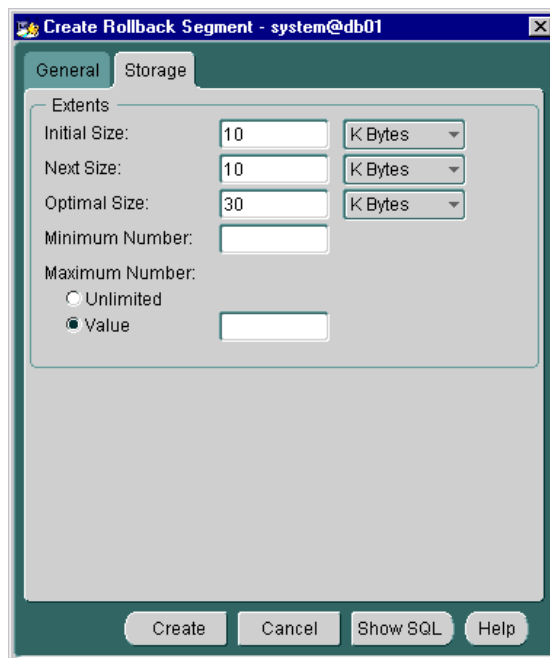 Create Rollback Segment - system@db01
General Storage
Extents
Initial Size: 10 K Bytes
Next Size: 10 K Bytes
Optimal Size: 30 K Bytes
Minimum Number:
Maximum Number:
Unlimited
Value
Create Cancel Show SQL Help